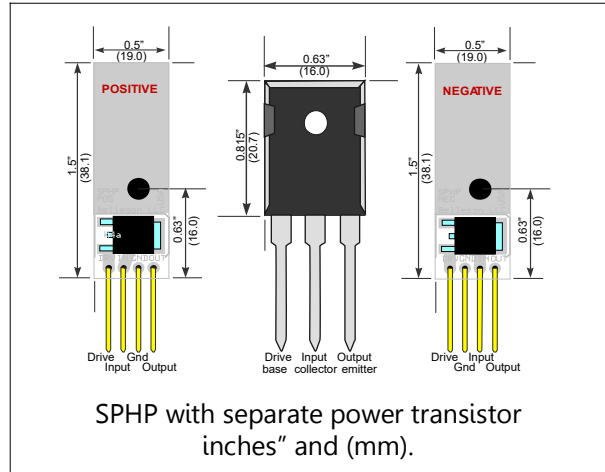 0.5"
(19.0)
POSITIVE
1.5"
(38.1)
0.63"
(16.0)
Drive
Input
Gnd
Output
0.63"
(16.0)
0.815"
(20.7)
Drive
base
Input
collector
Output
emitter
0.5"
(19.0)
NEGATIVE
1.5"
(38.1)
0.63"
(16.0)
Drive
Gnd
Input
Output
SPHP with separate power transistor
inches" and (mm).